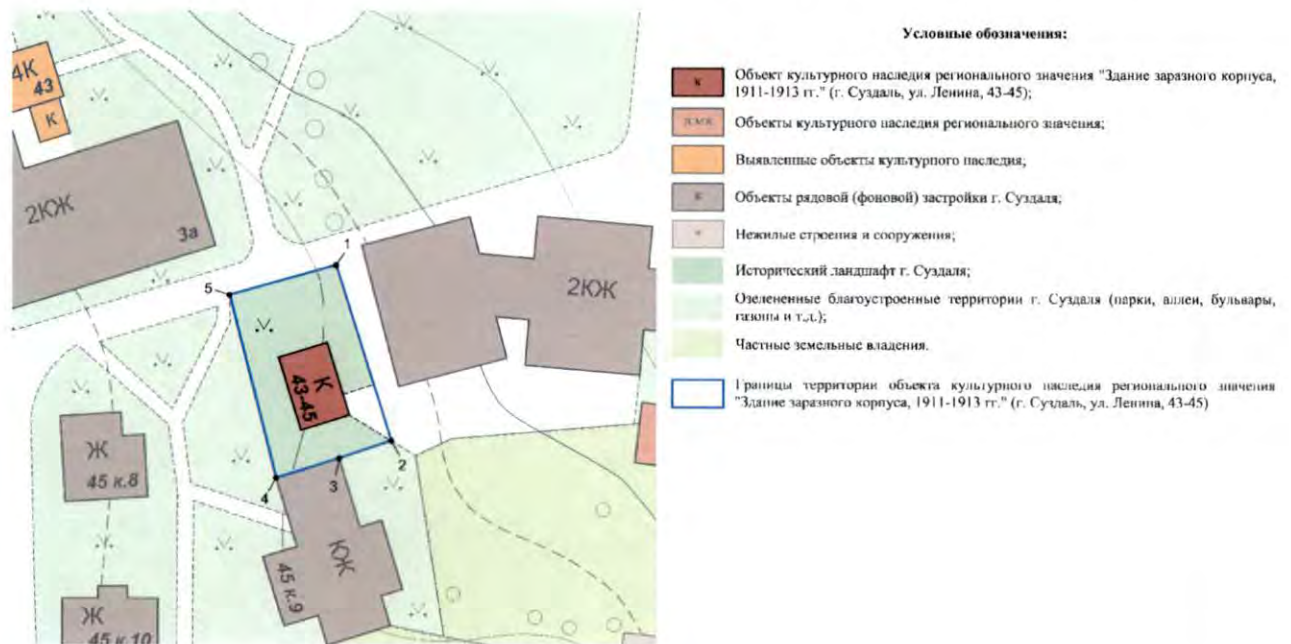 4К
43
К
2КЖ
3а
1
5
2КЖ
К
43-45
2
3
4
Ж
45 к.8
КЖ
45 к.9
Ж
45 к.10
Условные обозначения:
К
Объект культурного наследия регионального значения "Здание заразного корпуса,
1911-1913 гг." (г. Суздаль, ул. Ленина, 43-45);
Объекты культурного наследия регионального значения;
Выявленные объекты культурного наследия;
К
Объекты рядовой (фоновой) застройки г. Суздаля;
Нежилые строения и сооружения;
Исторический ландшафт г. Суздаля;
Озелененные благоустроенные территории г. Суздаля (парки, аллеи, бульвары,
газоны и т.д.);
Частные земельные владения.
Границы территории объекта культурного наследия регионального значения
"Здание заразного корпуса, 1911-1913 гг." (г. Суздаль, ул. Ленина, 43-45)